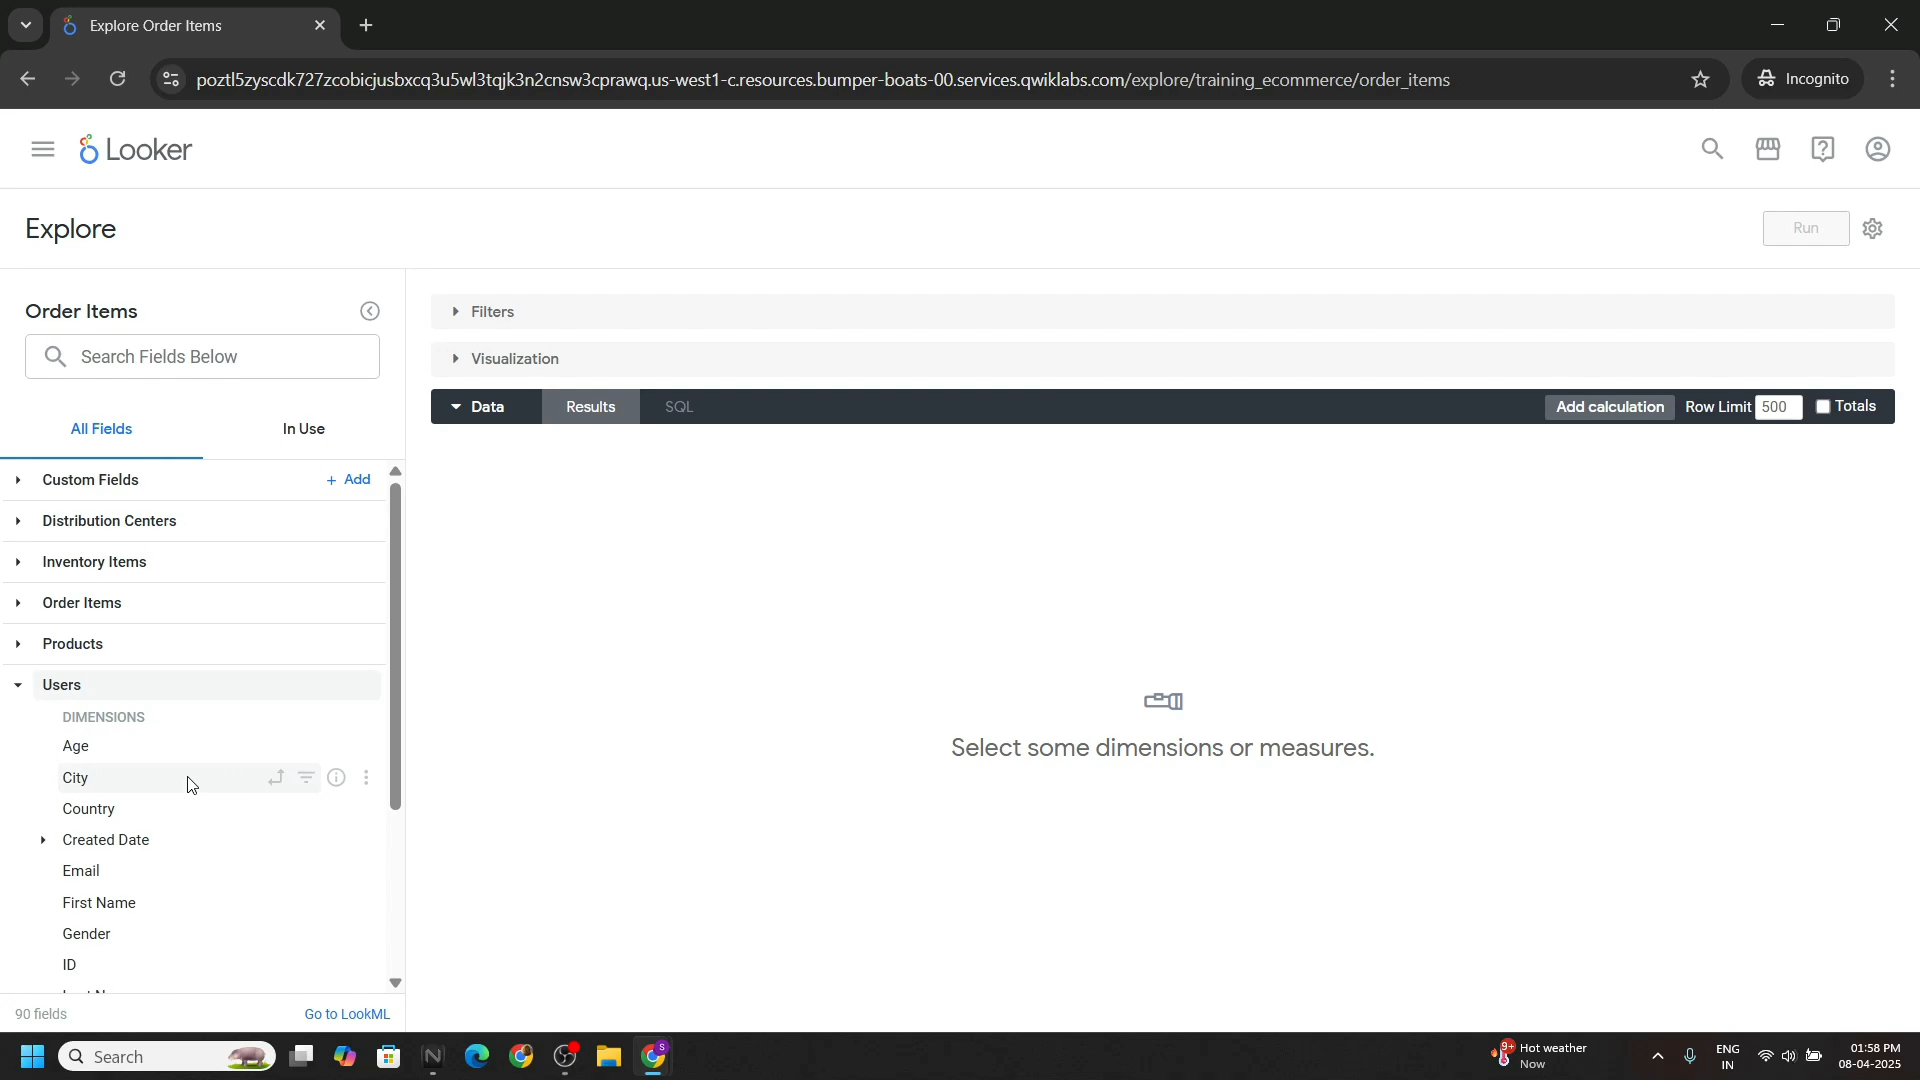 Explore Order Items
poztl5zyscdk727zcobicjusbxcq3u5wl3tqjk3n2cnsw3cprawq.us-west1-c.resources.bumper-boats-00.services.qwiklabs.com/explore/training_ecommerce/order_items
Incognito
Looker
Explore
Run
Order Items
Search Fields Below
All Fields
In Use
Custom Fields
+ Add
Distribution Centers
Inventory Items
Order Items
Products
Users
DIMENSIONS
Age
City
Country
Created Date
Email
First Name
Gender
ID
Filters
Visualization
Data
Results
SQL
Add calculation
Row Limit 500
Totals
Select some dimensions or measures.
90 fields
Go to LookML
Search
9+
Hot weather
Now
ENG
IN
01:58 PM
08-04-2025